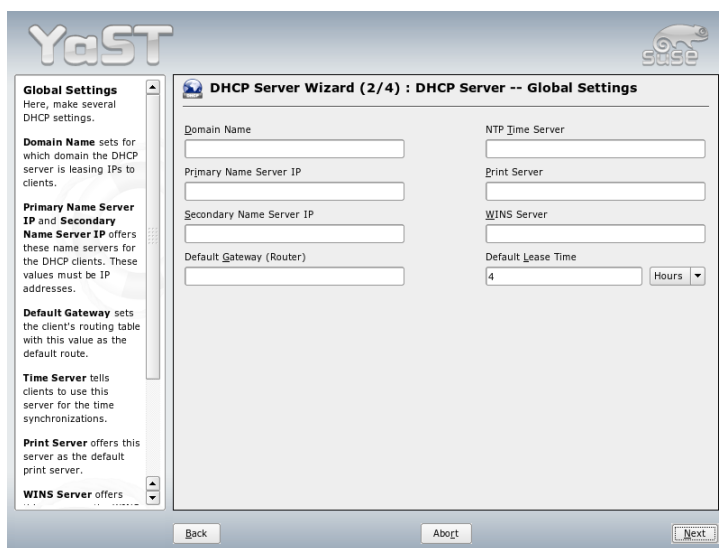 YaST
SUSE
Global Settings
Here, make several
DHCP settings.
Domain Name sets for
which domain the DHCP
server is leasing IPs to
clients.
Primary Name Server
IP and Secondary
Name Server IP offers
these name servers for
the DHCP clients. These
values must be IP
addresses.
Default Gateway sets
the client's routing table
with this value as the
default route.
Time Server tells
clients to use this
server for the time
synchronizations.
Print Server offers this
server as the default
print server.
WINS Server offers
DHCP Server Wizard (2/4) : DHCP Server -- Global Settings
Domain Name
Primary Name Server IP
Secondary Name Server IP
Default Gateway (Router)
NTP Time Server
Print Server
WINS Server
Default Lease Time
4 Hours
Back Abort Next